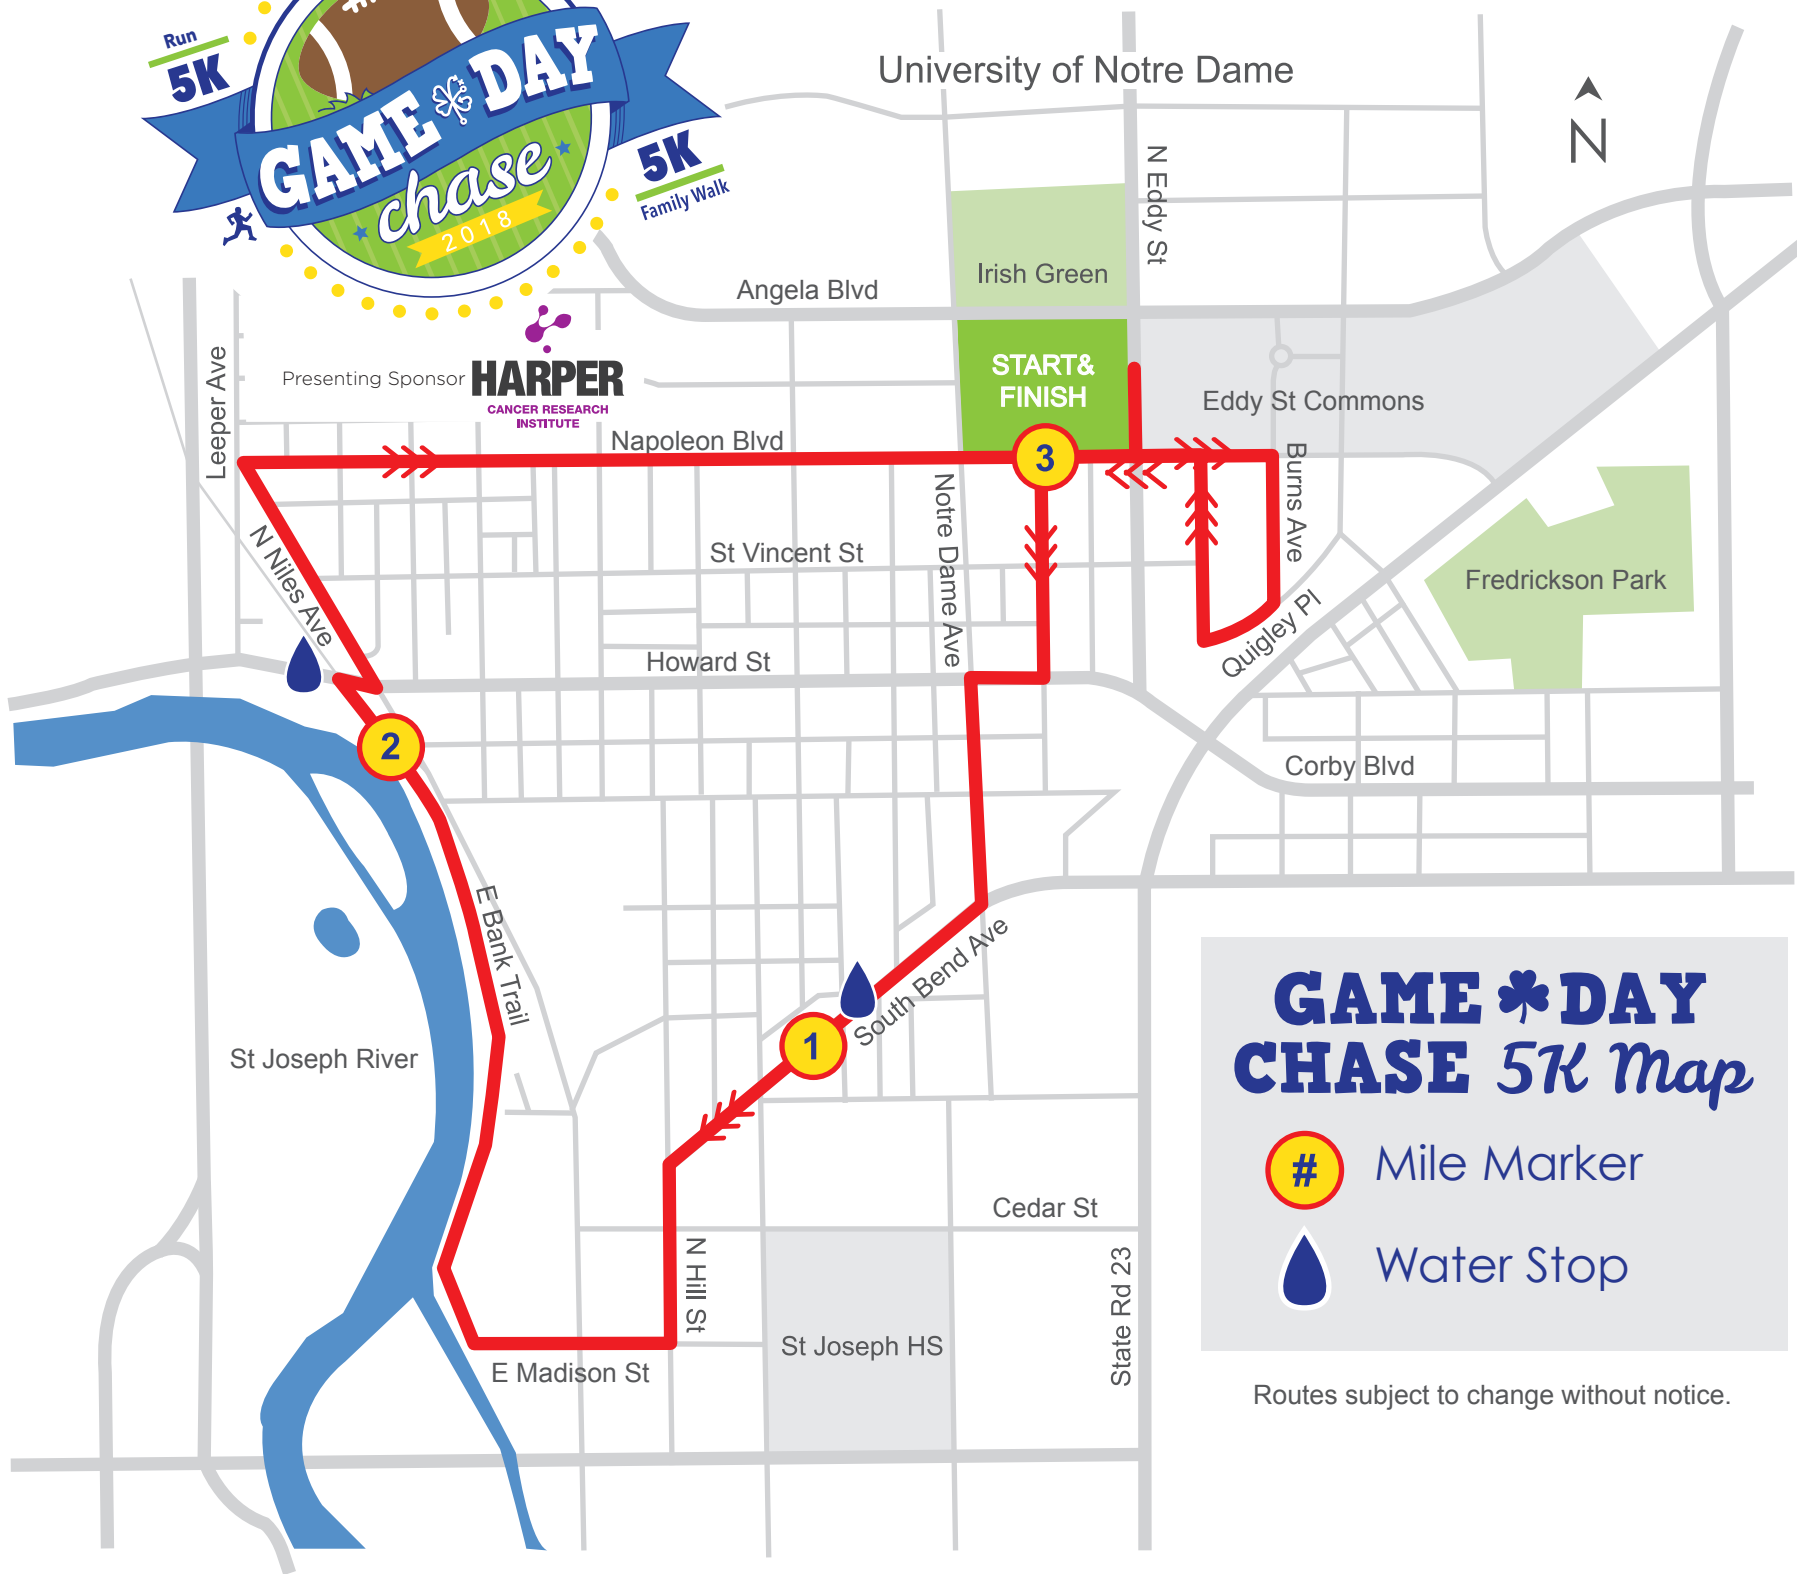 Run
5K
GAME DAY
chase
2018
5K
Family Walk
University of Notre Dame
N
N Eddy St
Irish Green
Angela Blvd
Leeper Ave
Presenting Sponsor
HARPER
CANCER RESEARCH
INSTITUTE
START&
FINISH
Eddy St Commons
Napoleon Blvd
3
Burns Ave
Notre Dame Ave
N Niles Ave
St Vincent St
Fredrickson Park
Quigley Pl
Howard St
2
Corby Blvd
E Bank Trail
South Bend Ave
1
St Joseph River
Cedar St
N Hill St
State Rd 23
St Joseph HS
E Madison St
GAME DAY
CHASE 5K Map
# Mile Marker
Water Stop
Routes subject to change without notice.